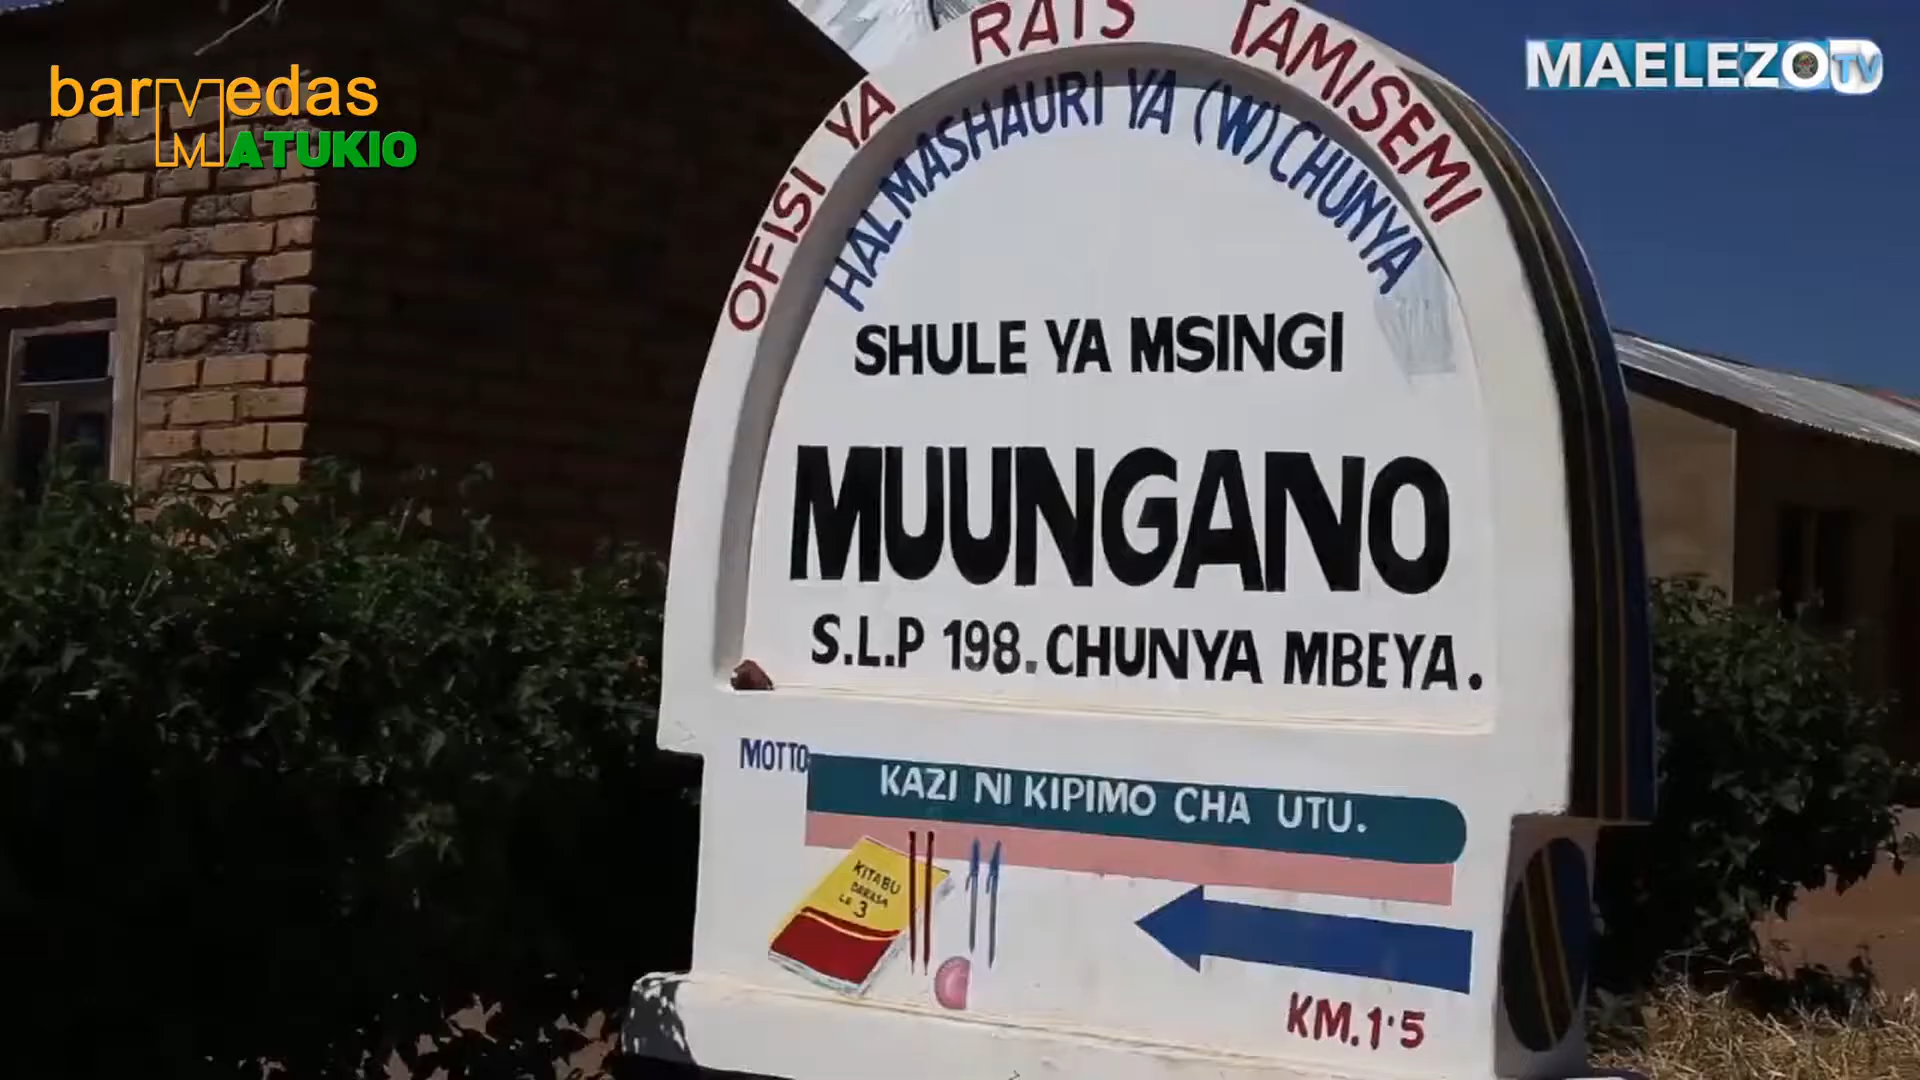 barmedas
MATUKIO
MAELEZO TV
OFISI YA RAIS TAMISEMI
HALMASHAURI YA (W) CHUNYA
SHULE YA MSINGI
MUUNGANO
S.L.P 198. CHUNYA MBEYA.
MOTTO
KAZI NI KIPIMO CHA UTU.
KITABU
DARASA
LA 3
KM.1.5